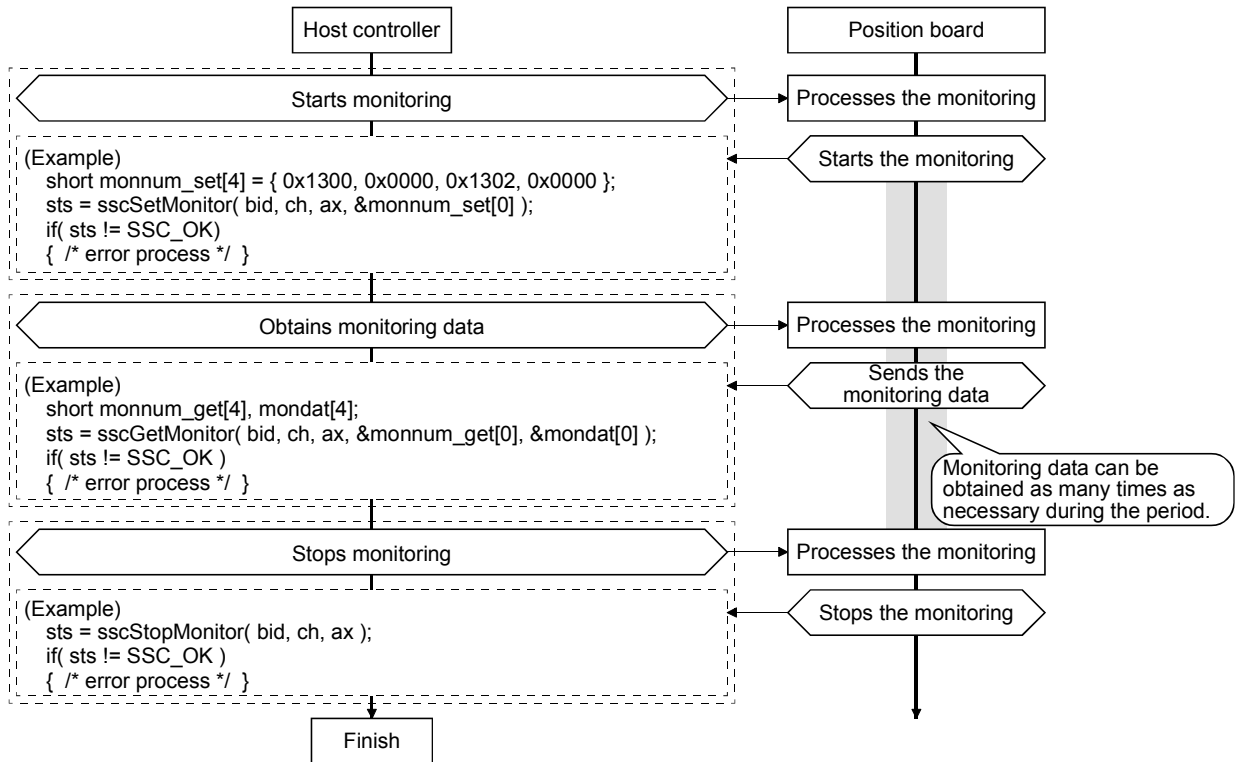 Host controller
Position board
Starts monitoring
Processes the monitoring
(Example)
short monnum_set[4] = { 0x1300, 0x0000, 0x1302, 0x0000 };
sts = sscSetMonitor( bid, ch, ax, &monnum_set[0] );
if( sts != SSC_OK)
{ /* error process */ }
Starts the monitoring
Obtains monitoring data
Processes the monitoring
(Example)
short monnum_get[4], mondat[4];
sts = sscGetMonitor( bid, ch, ax, &monnum_get[0], &mondat[0] );
if( sts != SSC_OK )
{ /* error process */ }
Sends the
monitoring data
Monitoring data can be
obtained as many times as
necessary during the period.
Stops monitoring
Processes the monitoring
(Example)
sts = sscStopMonitor( bid, ch, ax );
if( sts != SSC_OK )
{ /* error process */ }
Stops the monitoring
Finish